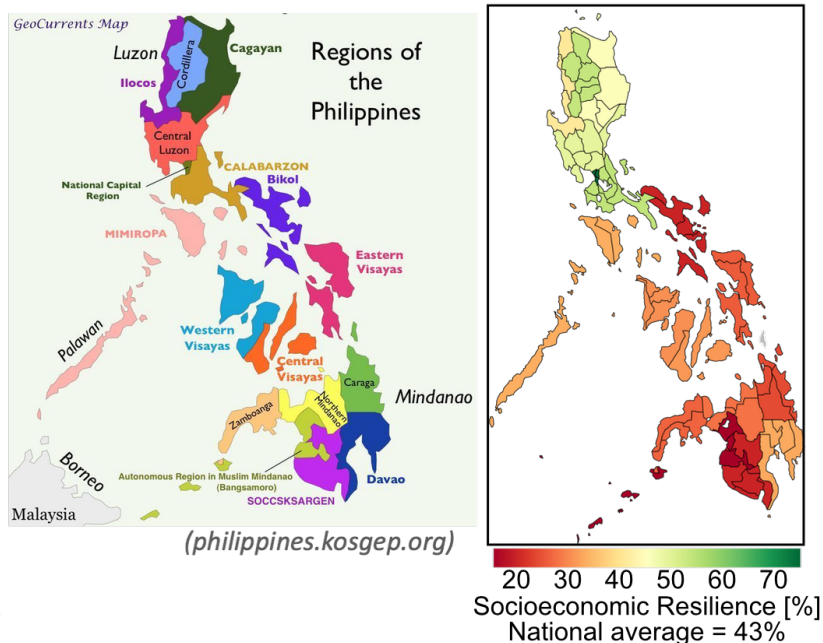 GeoCurrents Map
Regions of
the
Philippines
Luzon
Cordillera
Cagayan
Ilocos
Central
Luzon
National Capital
Region
CALABARZON
Bikol
MIMIROPA
Eastern
Visayas
Palawan
Western
Visayas
Central
Visayas
Caraga
Mindanao
Zamboanga
Northern
Mindanao
Borneo
Autonomous Region in Muslim Mindanao
(Bangsamoro)
Davao
SOCCSKSARGEN
Malaysia
(philippines.kosgep.org)
20 30 40 50 60 70
Socioeconomic Resilience [%]
National average = 43%